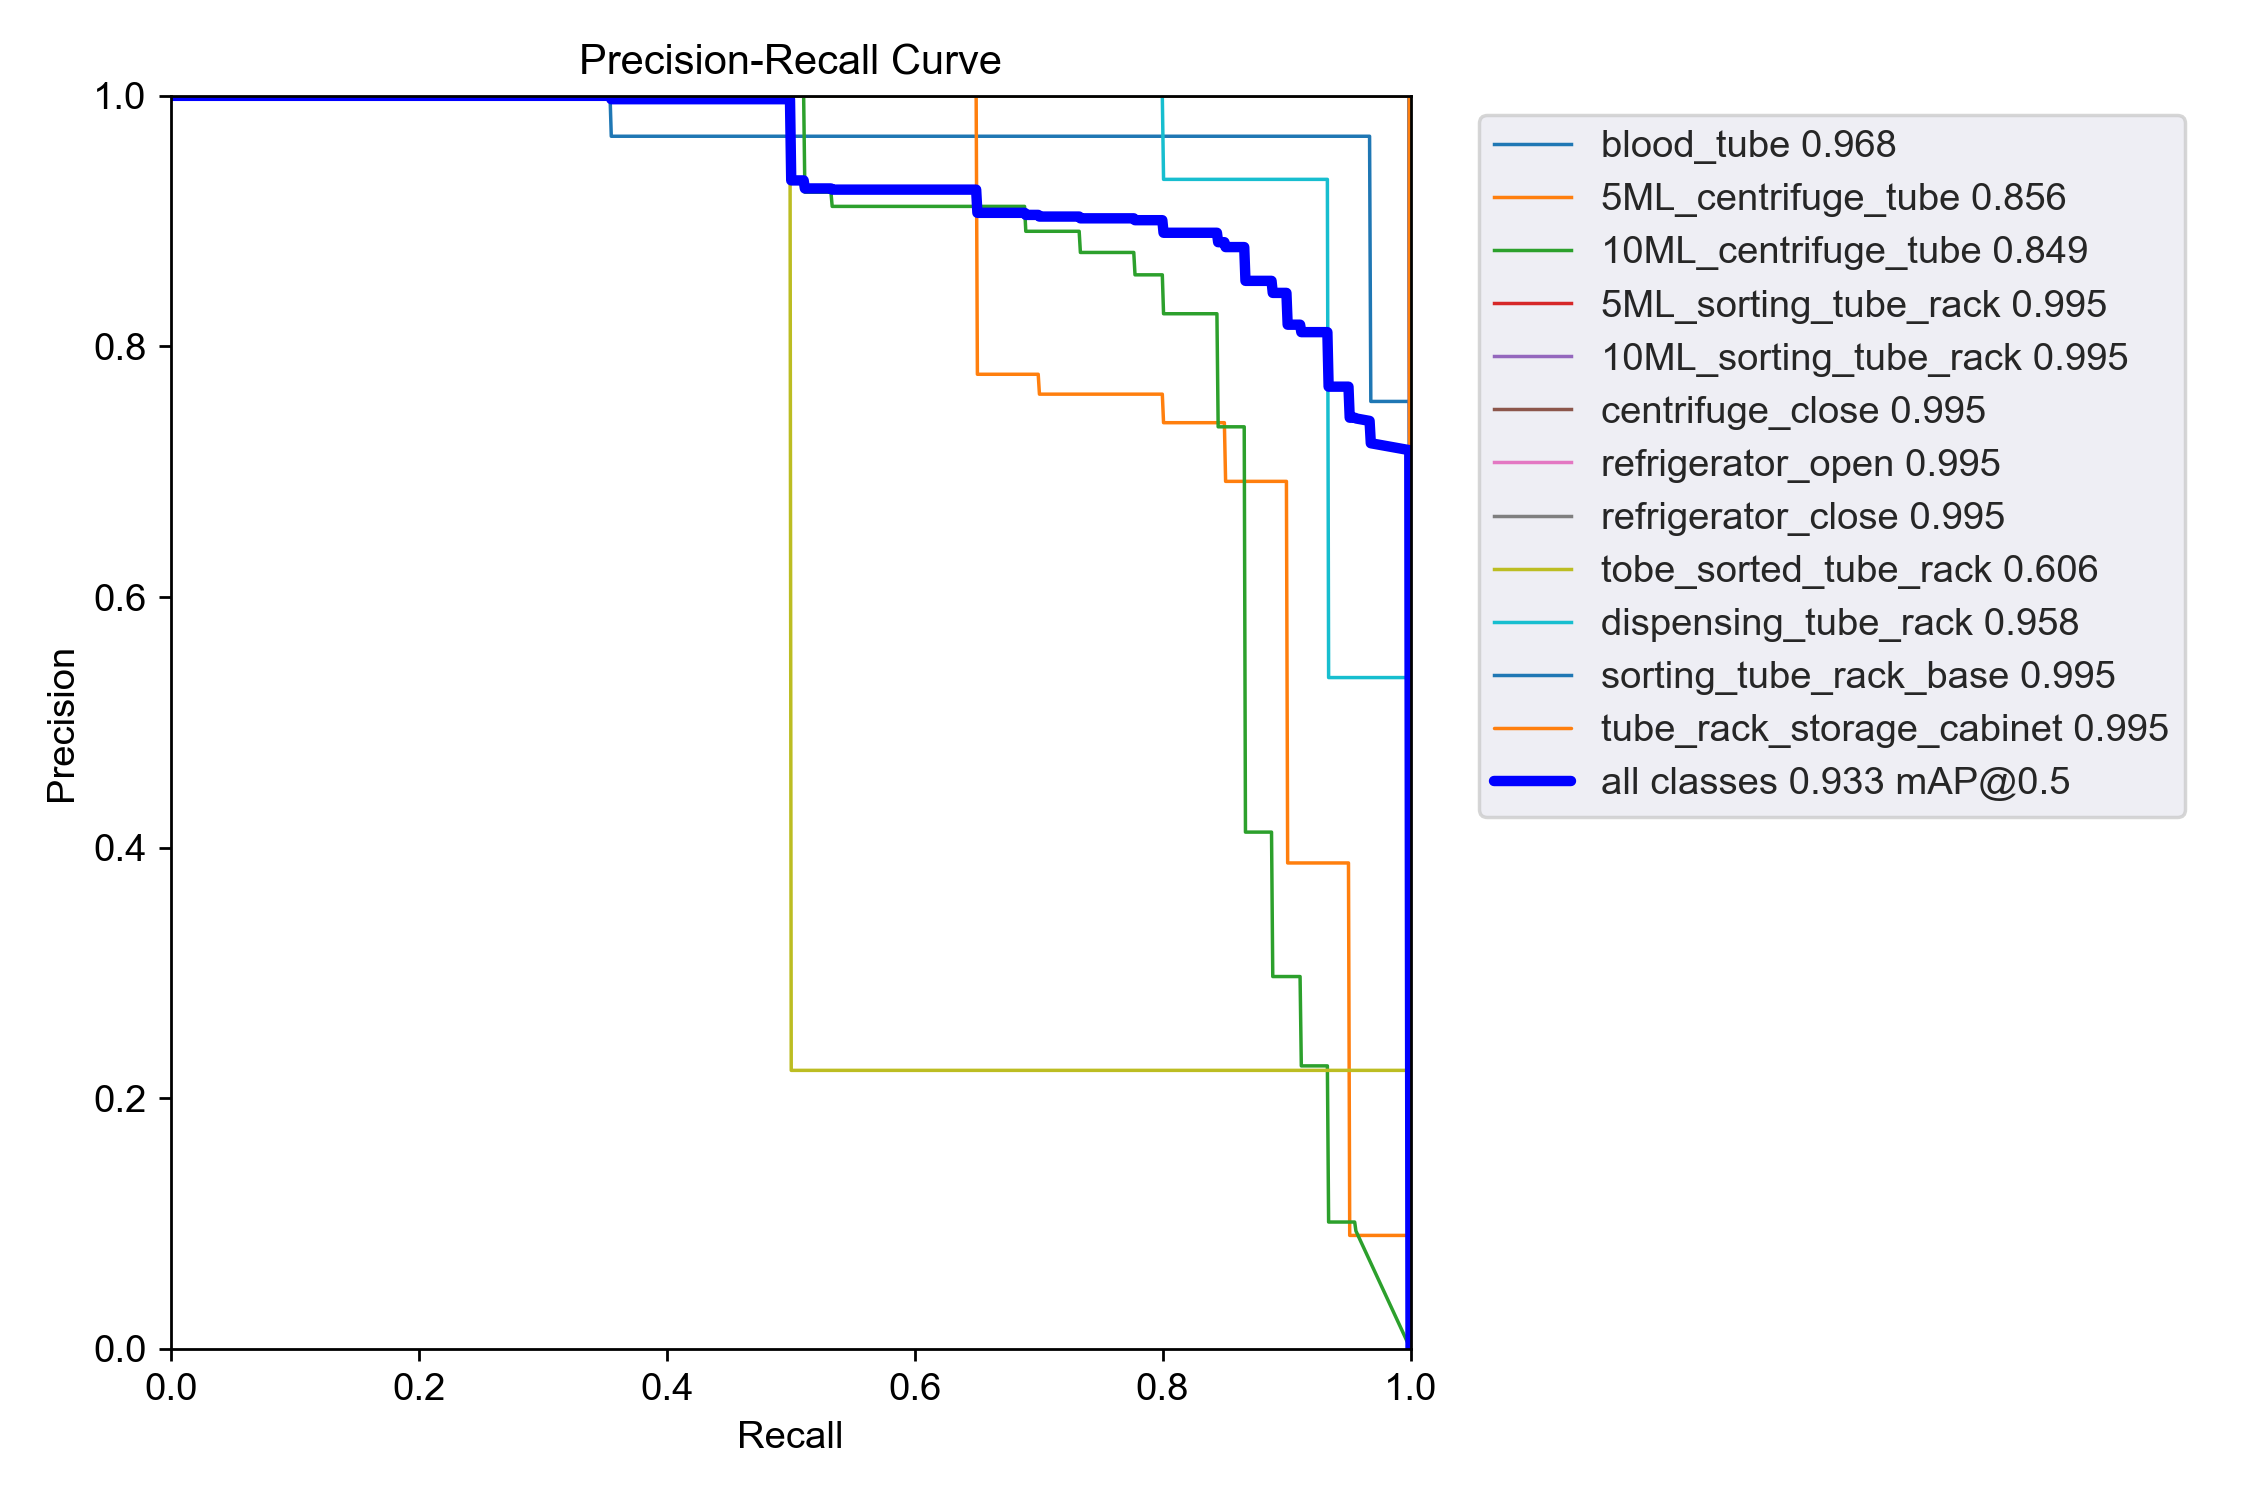 Precision-Recall Curve
1.0
0.8
0.6
0.4
0.2
0.0
Precision
0.0 0.2 0.4 0.6 0.8 1.0
Recall
blood_tube 0.968
5ML_centrifuge_tube 0.856
10ML_centrifuge_tube 0.849
5ML_sorting_tube_rack 0.995
10ML_sorting_tube_rack 0.995
centrifuge_close 0.995
refrigerator_open 0.995
refrigerator_close 0.995
tobe_sorted_tube_rack 0.606
dispensing_tube_rack 0.958
sorting_tube_rack_base 0.995
tube_rack_storage_cabinet 0.995
all classes 0.933 mAP@0.5